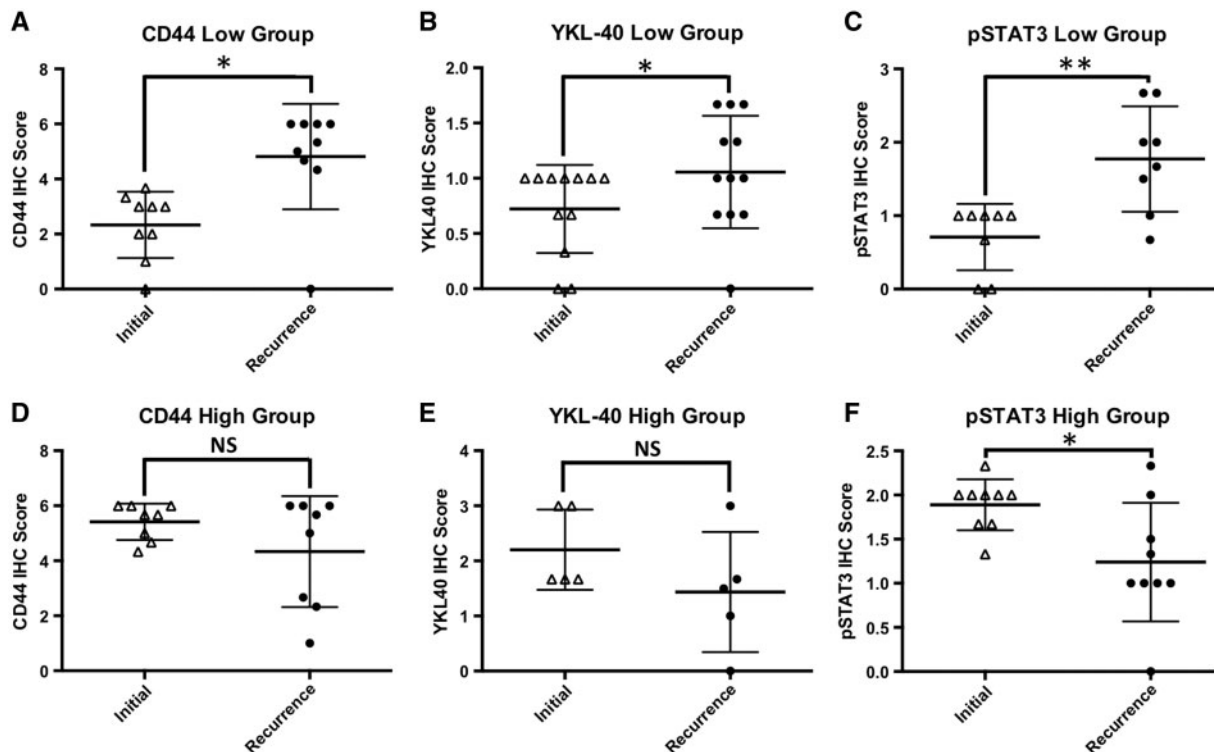 A
CD44 Low Group
*
CD44 IHC Score
8
6
4
2
0
Initial
Recurrence
B
YKL-40 Low Group
*
YKL40 IHC Score
2.0
1.5
1.0
0.5
0.0
Initial
Recurrence
C
pSTAT3 Low Group
**
pSTAT3 IHC Score
3
2
1
0
Initial
Recurrence
D
CD44 High Group
NS
CD44 IHC Score
8
6
4
2
0
Initial
Recurrence
E
YKL-40 High Group
NS
YKL40 IHC Score
4
3
2
1
0
Initial
Recurrence
F
pSTAT3 High Group
*
pSTAT3 IHC Score
2.5
2.0
1.5
1.0
0.5
0.0
Initial
Recurrence